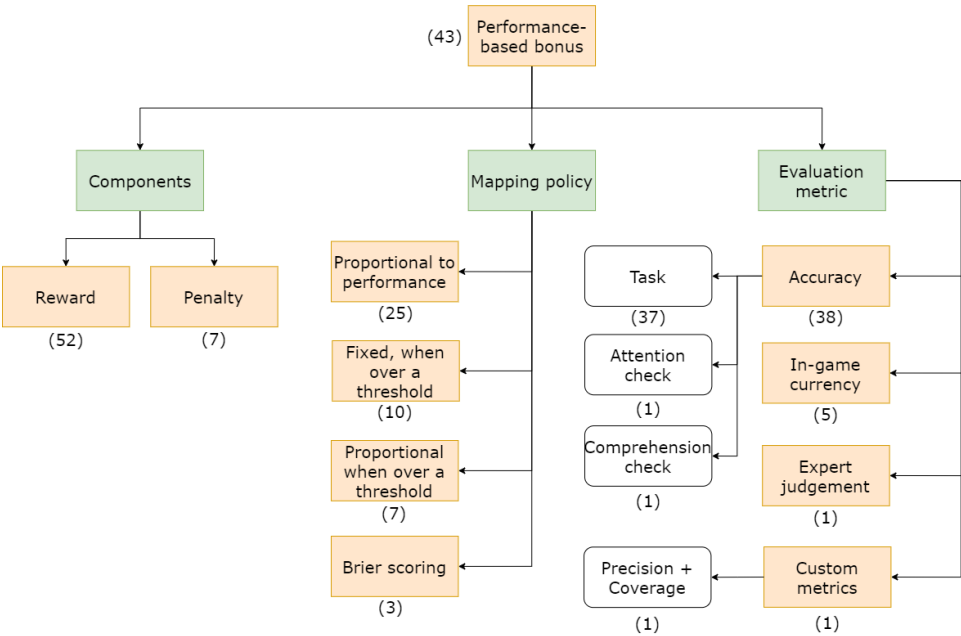 Performance-
based bonus
(43)
Components
Mapping policy
Evaluation
metric
Reward
(52)
Penalty
(7)
Proportional to
performance
(25)
Fixed, when
over a
threshold
(10)
Proportional
when over a
threshold
(7)
Brier scoring
(3)
Task
(37)
Attention
check
(1)
Comprehension
check
(1)
Precision +
Coverage
(1)
Accuracy
(38)
In-game
currency
(5)
Expert
judgement
(1)
Custom
metrics
(1)